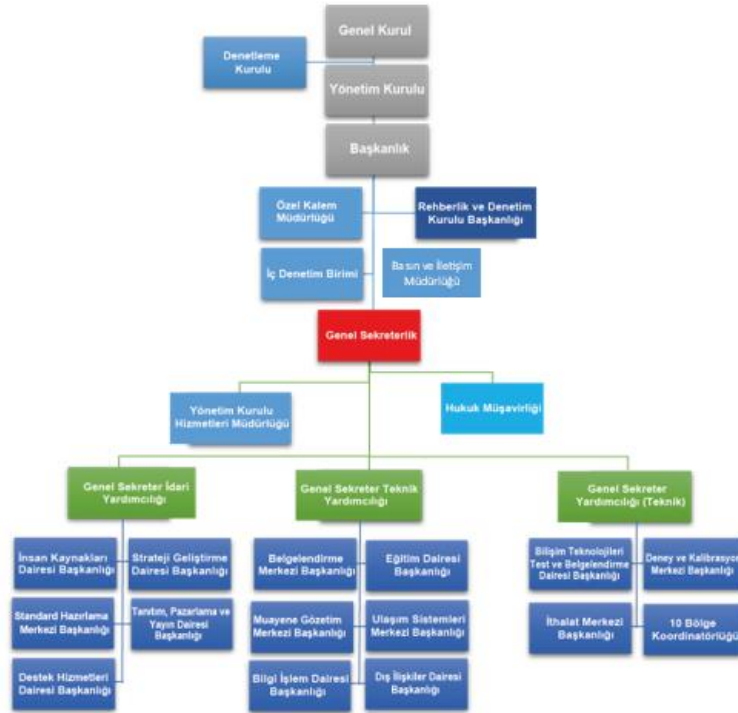 Genel Kurul
Denetleme
Kurulu
Yönetim Kurulu
Başkanlık
Özel Kalem
Müdürlüğü
Rehberlik ve Denetim
Kurulu Başkanlığı
İç Denetim Birimi
Basın ve İletişim
Müdürlüğü
Genel Sekreterlik
Yönetim Kurulu
Hizmetleri Müdürlüğü
Hukuk Müşavirliği
Genel Sekreter İdari
Yardımcılığı
Genel Sekreter Teknik
Yardımcılığı
Genel Sekreter
Yardımcılığı (Teknik)
İnsan Kaynakları
Dairesi Başkanlığı
Strateji Geliştirme
Dairesi Başkanlığı
Belgelendirme
Merkezi Başkanlığı
Eğitim Dairesi
Başkanlığı
Bilişim Teknolojileri
Test ve Belgelendirme
Dairesi Başkanlığı
Deney ve Kalibrasyon
Merkezi Başkanlığı
Standard Hazırlama
Merkezi Başkanlığı
Tanıtım, Pazarlama ve
Yayın Dairesi
Başkanlığı
Muayene Gözetim
Merkezi Başkanlığı
Ulaşım Sistemleri
Merkezi Başkanlığı
İthalat Merkezi
Başkanlığı
10 Bölge
Koordinatörlüğü
Destek Hizmetleri
Dairesi Başkanlığı
Bilgi İşlem Dairesi
Başkanlığı
Dış İlişkiler Dairesi
Başkanlığı